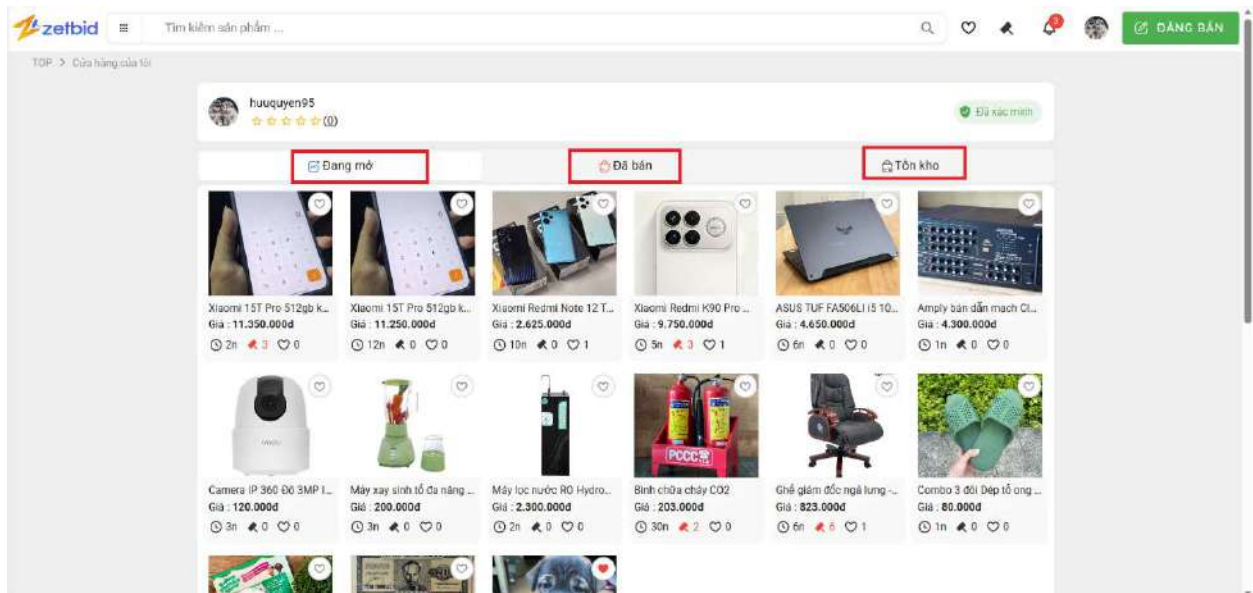 zetbid
Tìm kiếm sản phẩm ...
3
ĐĂNG BÁN
TOP > Cửa hàng của tôi
huuquyen95
(0)
Đã xác minh
Đang mở
Đã bán
Tồn kho
Xiaomi 15T Pro 512gb k...
Xiaomi 15T Pro 512gb k...
Xiaomi Redmi Note 12 T...
Xiaomi Redmi K90 Pro ...
ASUS TUF FA506LI i5 10...
Amply bán dẫn mạch Cl...
Giá : 11.350.000đ
Giá : 11.250.000đ
Giá : 2.625.000đ
Giá : 9.750.000đ
Giá : 4.650.000đ
Giá : 4.300.000đ
2n 3 0
12n 0 0
10n 0 1
5n 3 1
6n 0 0
1n 0 0
PCCC
Camera IP 360 Độ 3MP I...
Máy xay sinh tố đa năng ...
Máy lọc nước RO Hydro...
Bình chữa cháy CO2
Ghế giám đốc ngả lưng -...
Combo 3 đôi Dép tổ ong ...
Giá : 120.000đ
Giá : 200.000đ
Giá : 2.300.000đ
Giá : 203.000đ
Giá : 823.000đ
Giá : 80.000đ
3n 0 0
3n 0 0
2n 0 0
30n 2 0
6n 6 1
1n 0 0